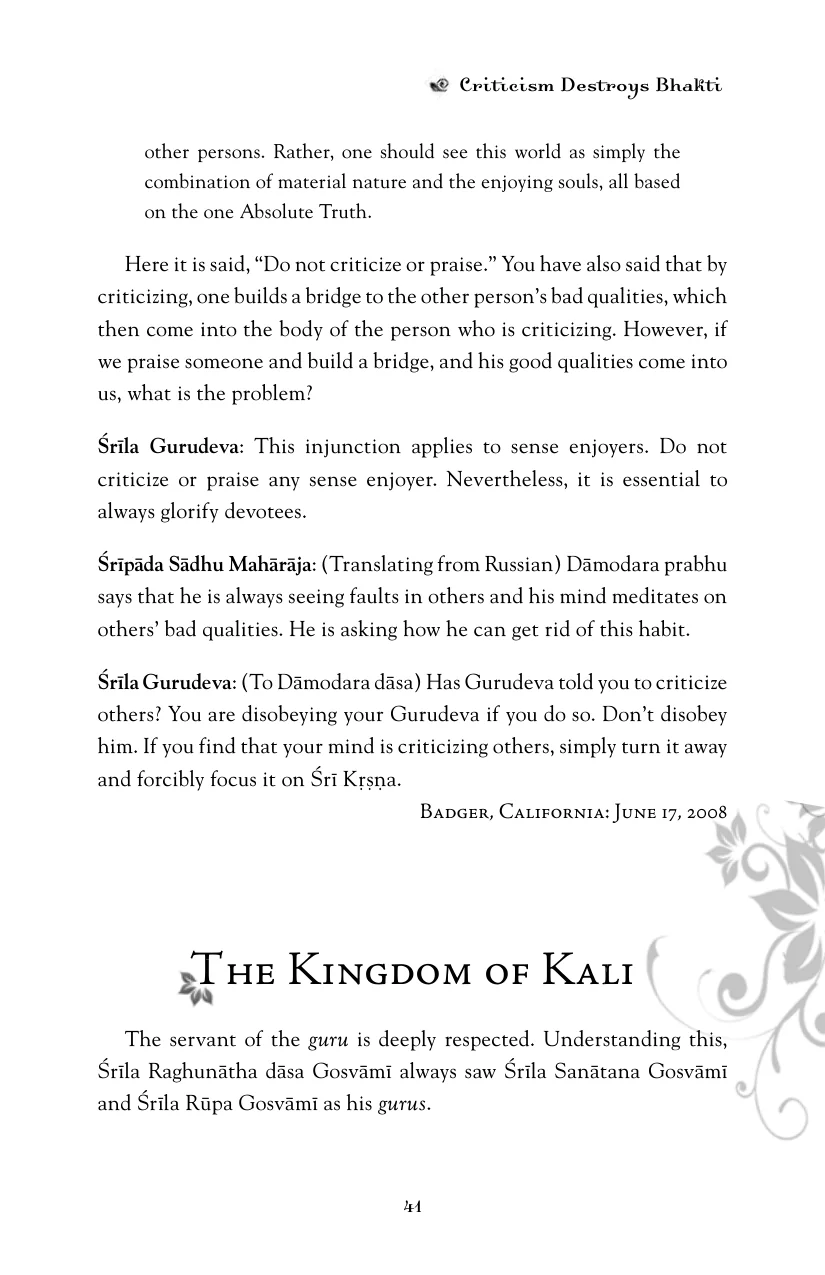 Criticism Destroys Bhakti
other persons. Rather, one should see this world as simply the
combination of material nature and the enjoying souls, all based
on the one Absolute Truth.
Here it is said, “Do not criticize or praise.” You have also said that by
criticizing, one builds a bridge to the other person’s bad qualities, which
then come into the body of the person who is criticizing. However, if
we praise someone and build a bridge, and his good qualities come into
us, what is the problem?
Śrīla Gurudeva: This injunction applies to sense enjoyers. Do not
criticize or praise any sense enjoyer. Nevertheless, it is essential to
always glorify devotees.
Śrīpāda Sādhu Mahārāja: (Translating from Russian) Dāmodara prabhu
says that he is always seeing faults in others and his mind meditates on
others’ bad qualities. He is asking how he can get rid of this habit.
Śrīla Gurudeva: (To Dāmodara dāsa) Has Gurudeva told you to criticize
others? You are disobeying your Gurudeva if you do so. Don’t disobey
him. If you find that your mind is criticizing others, simply turn it away
and forcibly focus it on Śrī Kṛṣṇa.
Badger, California: June 17, 2008
The Kingdom of Kali
The servant of the guru is deeply respected. Understanding this,
Śrīla Raghunātha dāsa Gosvāmī always saw Śrīla Sanātana Gosvāmī
and Śrīla Rūpa Gosvāmī as his gurus.
41